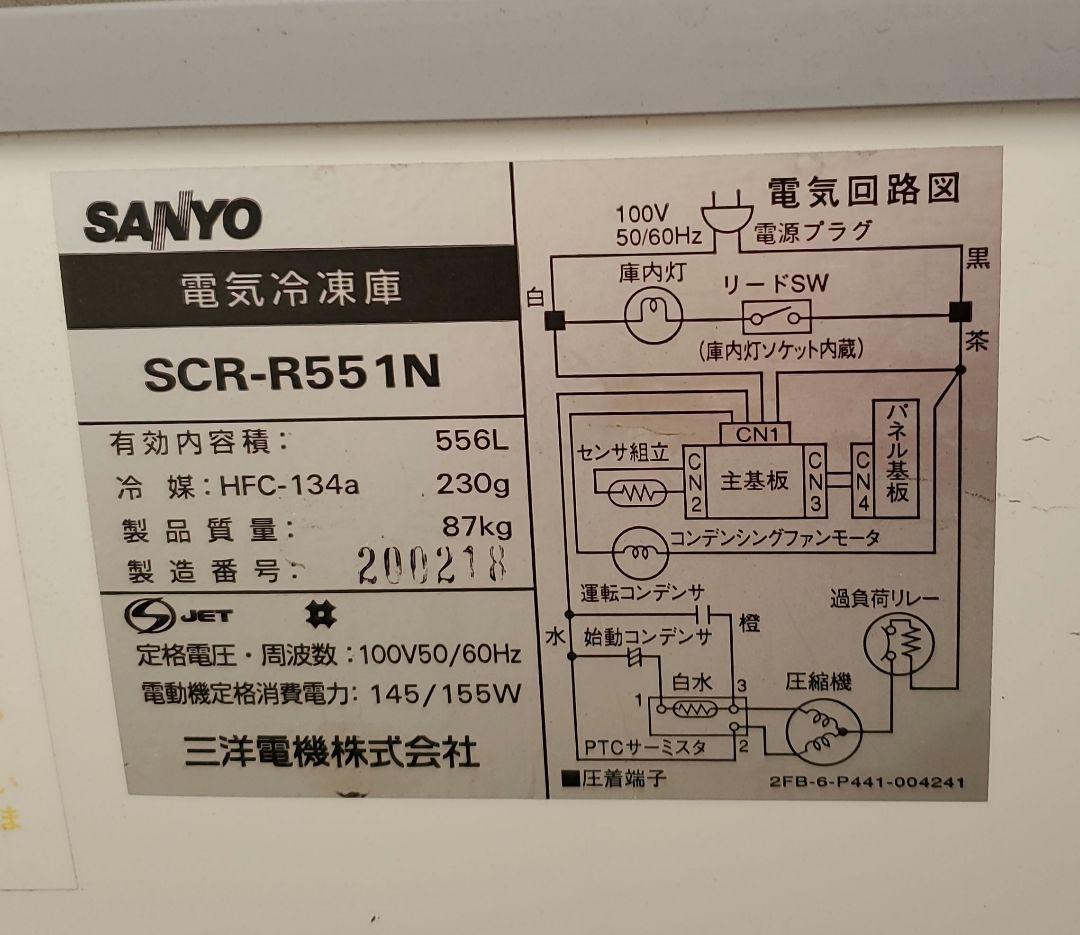 SANYO
電気冷凍庫
SCR-R551N
有効内容積: 556L
冷 媒:HFC-134a 230g
製品質量: 87kg
製造番号: 200218
S JET
定格電圧・周波数:100V50/60Hz
電動機定格消費電力:145/155W
三洋電機株式会社
電気回路図
100V
50/60Hz
電源プラグ
黒
白
庫内灯
リードSW
(庫内灯ソケット内蔵)
茶
CN1
センサ組立
CN2
主基板
CN3
CN4
パネル基板
コンデンシングファンモータ
運転コンデンサ
橙
過負荷リレー
水
始動コンデンサ
白水
3
圧縮機
1
2
PTCサーミスタ
■圧着端子
2FB-6-P441-004241
い
ま